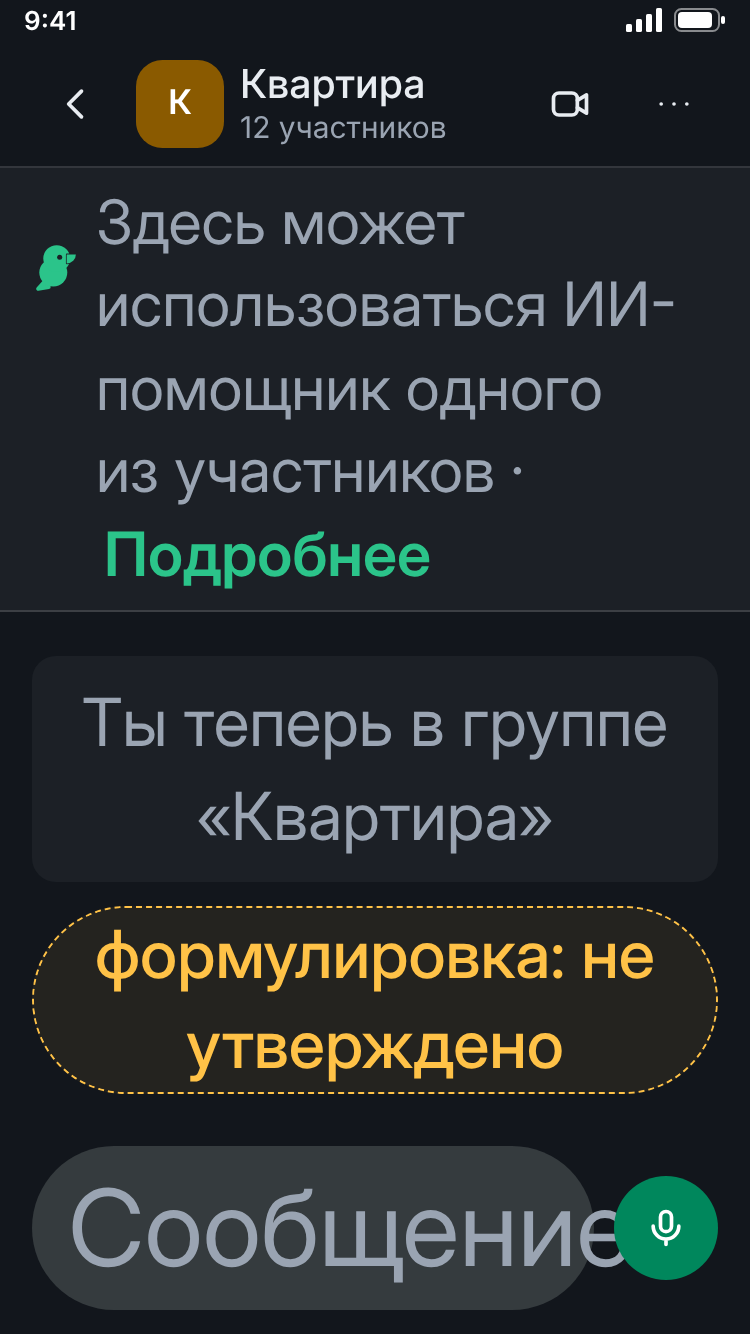 9:41
К
Квартира
12 участников
Здесь может
использоваться ИИ-
помощник одного
из участников ·
Подробнее
Ты теперь в группе
«Квартира»
формулировка: не
утверждено
Сообщение